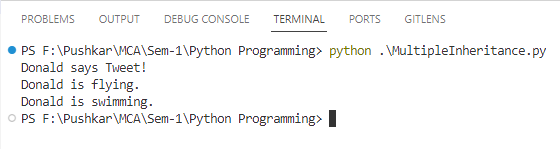 PROBLEMS OUTPUT DEBUG CONSOLE TERMINAL PORTS GITLENS
PS F:\Pushkar\MCA\Sem-1\Python Programming> python .\MultipleInheritance.py
Donald says Tweet!
Donald is flying.
Donald is swimming.
PS F:\Pushkar\MCA\Sem-1\Python Programming>